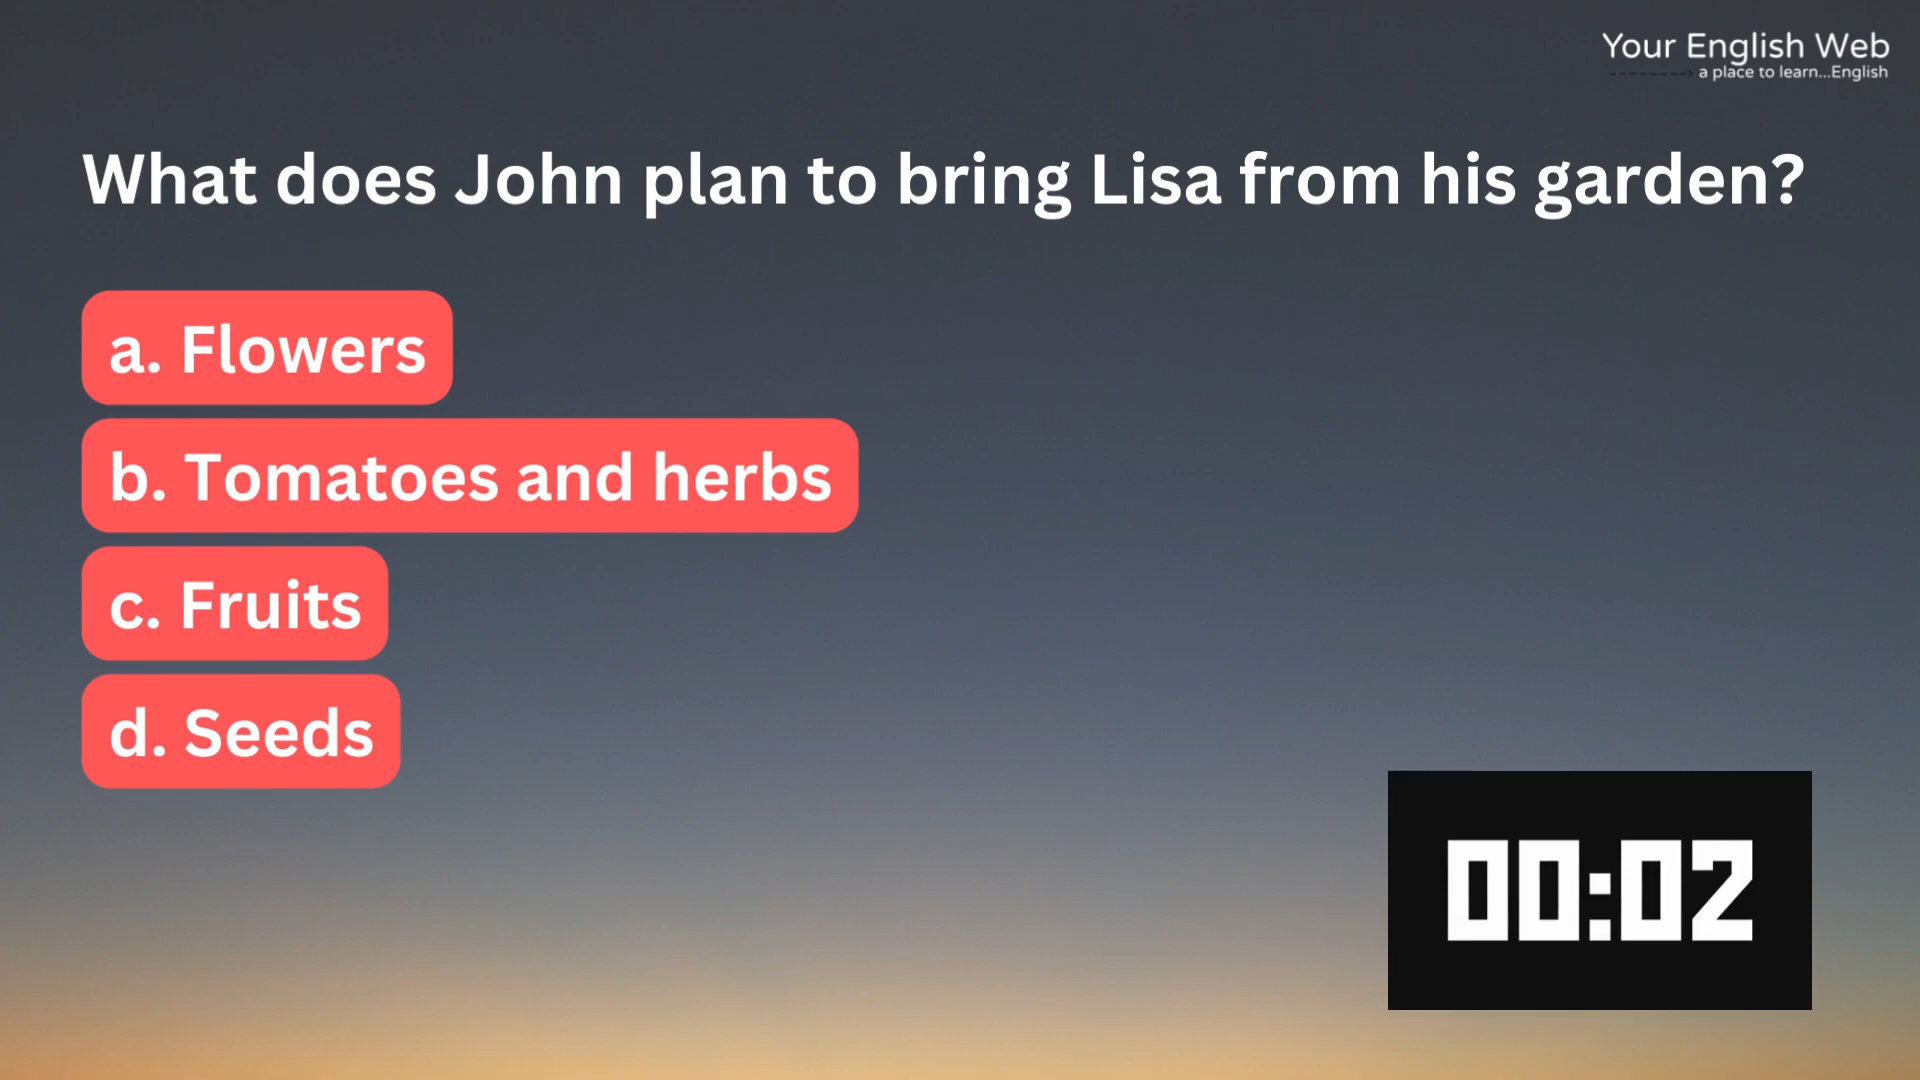 Your English Web
a place to learn...English
What does John plan to bring Lisa from his garden?
a. Flowers
b. Tomatoes and herbs
c. Fruits
d. Seeds
00:02